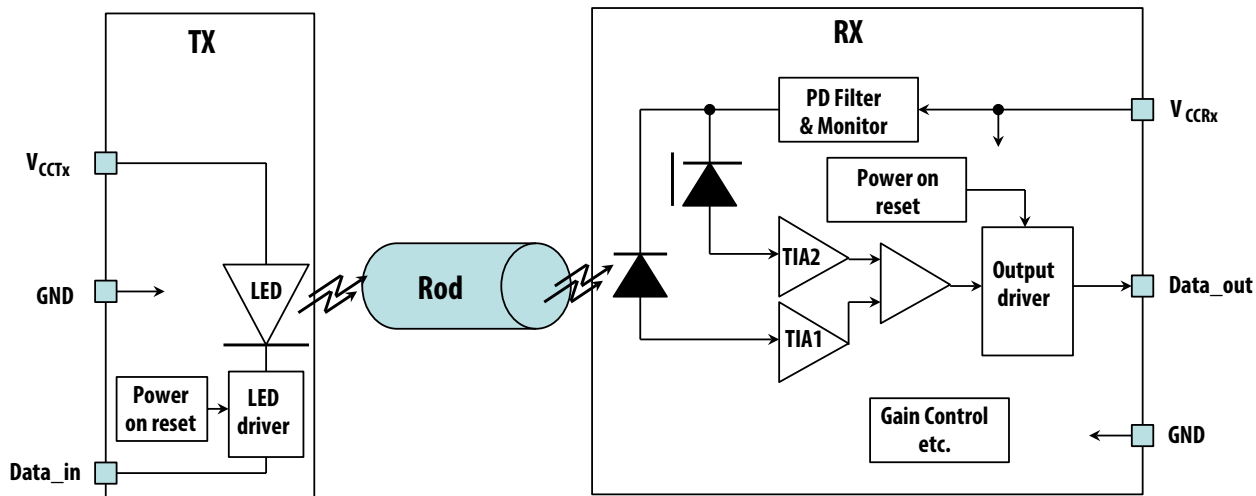 TX
V_CCTx
GND
LED
Power
on reset
LED
driver
Data_in
Rod
RX
PD Filter
& Monitor
V_CCRx
Power on
reset
TIA2
TIA1
Output
driver
Data_out
Gain Control
etc.
GND